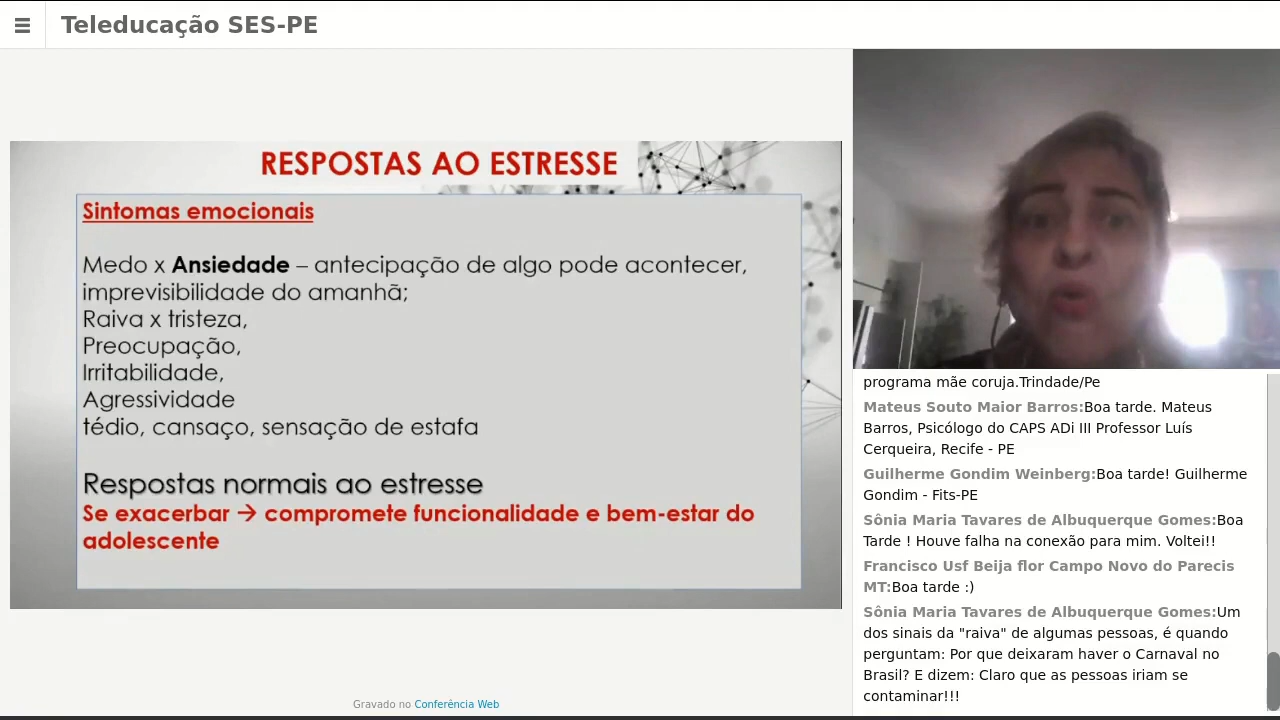 Teleducação SES-PE
RESPOSTAS AO ESTRESSE
Sintomas emocionais
Medo x Ansiedade – antecipação de algo pode acontecer,
imprevisibilidade do amanhã;
Raiva x tristeza,
Preocupação,
Irritabilidade,
Agressividade
tédio, cansaço, sensação de estafa
Respostas normais ao estresse
Se exacerbar → compromete funcionalidade e bem-estar do
adolescente
Gravado no Conferência Web
programa mãe coruja.Trindade/Pe
Mateus Souto Maior Barros:Boa tarde. Mateus
Barros, Psicólogo do CAPS ADi III Professor Luís
Cerqueira, Recife - PE
Guilherme Gondim Weinberg:Boa tarde! Guilherme
Gondim - Fits-PE
Sônia Maria Tavares de Albuquerque Gomes:Boa
Tarde ! Houve falha na conexão para mim. Voltei!!
Francisco Usf Beija flor Campo Novo do Parecis
MT:Boa tarde :)
Sônia Maria Tavares de Albuquerque Gomes:Um
dos sinais da "raiva" de algumas pessoas, é quando
perguntam: Por que deixaram haver o Carnaval no
Brasil? E dizem: Claro que as pessoas iriam se
contaminar!!!